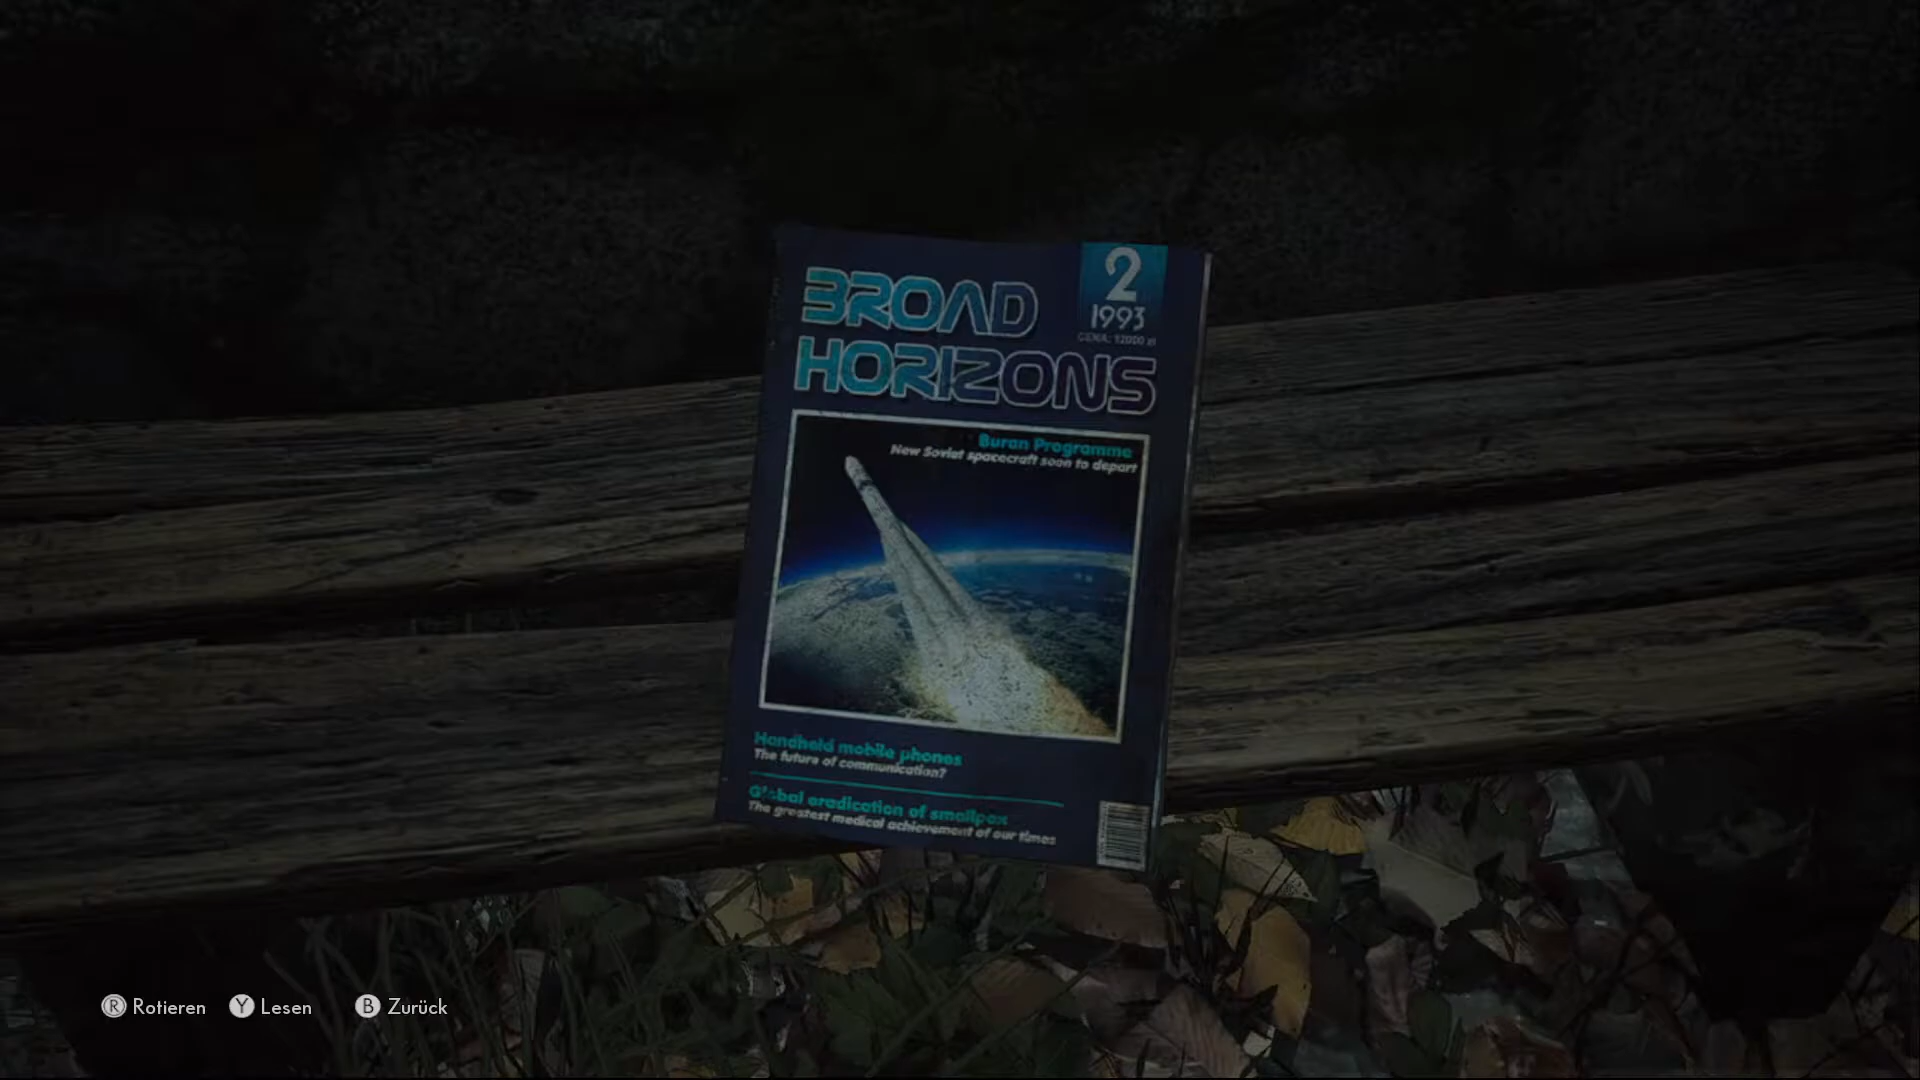 BROAD
HORIZONS
2
1993
CENA: 12000 zł
Buran Programme
New Soviet spacecraft soon to depart
Handheld mobile phones
The future of communication?
Global eradication of smallpox
The greatest medical achievement of our times
R Rotieren Y Lesen B Zurück